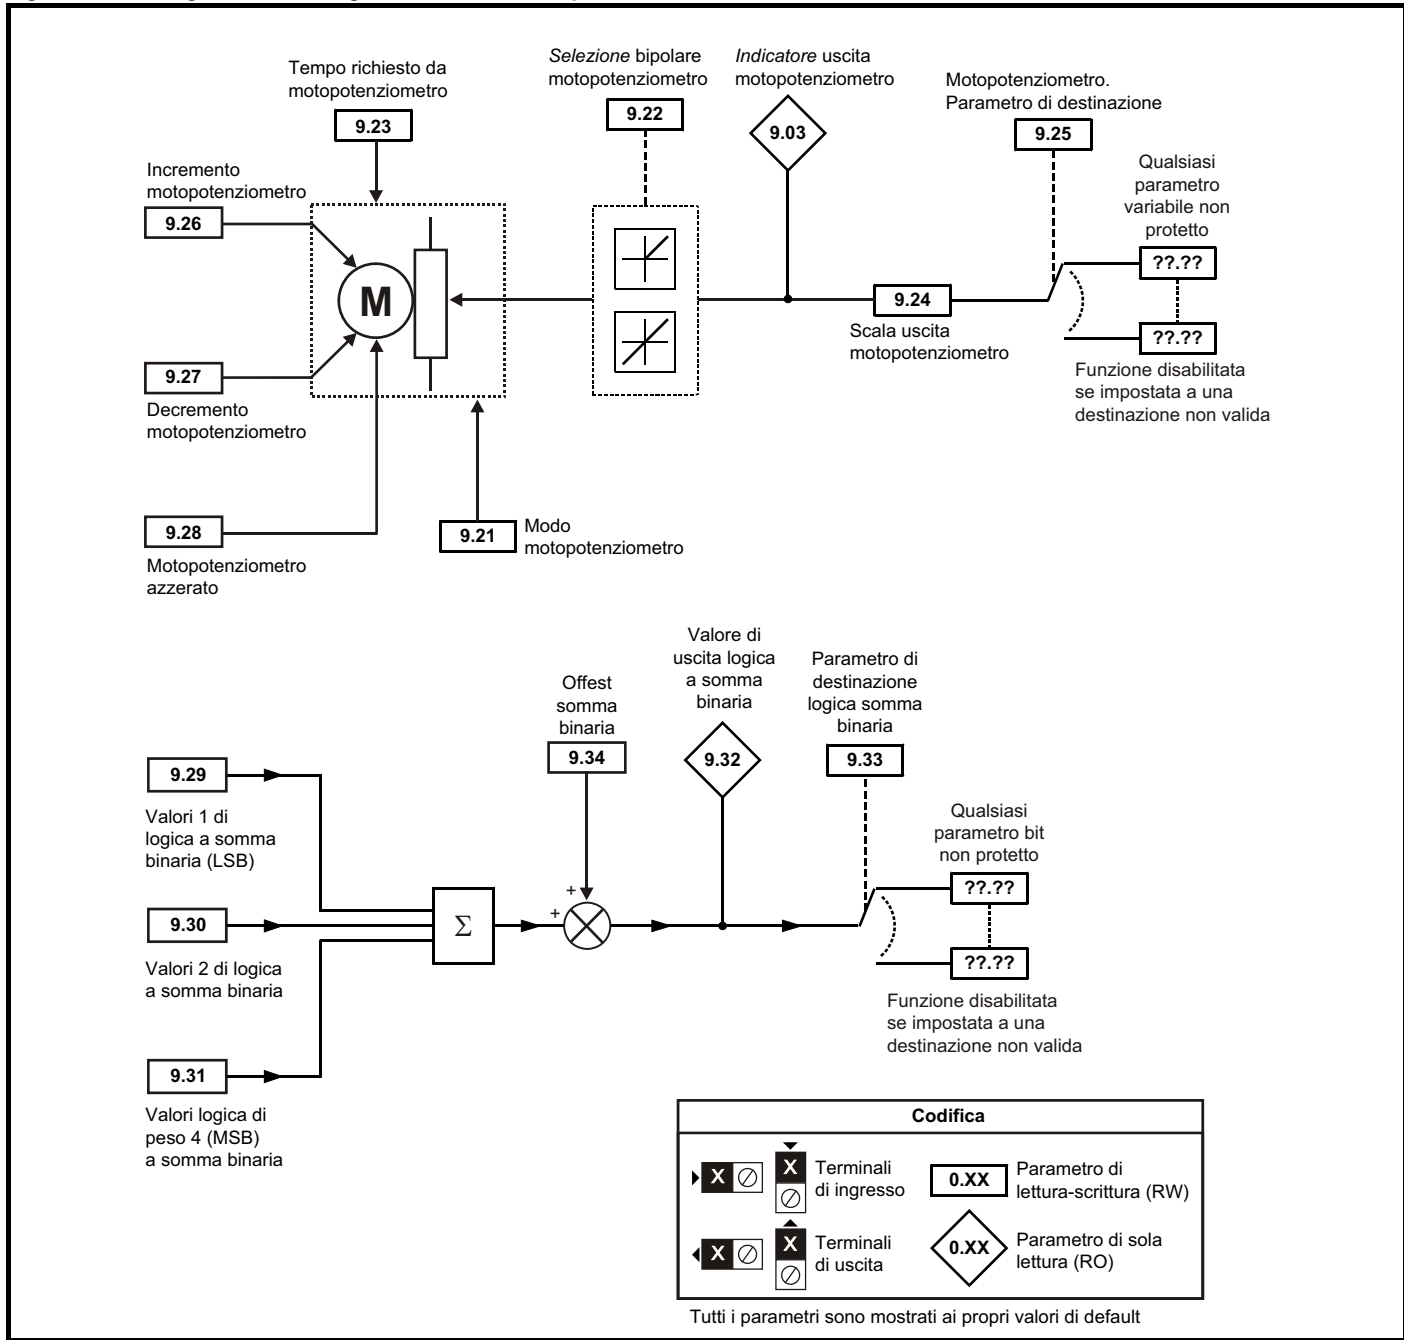 Tempo richiesto da
motopotenziometro
9.23
Selezione bipolare
motopotenziometro
9.22
Indicatore uscita
motopotenziometro
9.03
Motopotenziometro.
Parametro di destinazione
9.25
Incremento
motopotenziometro
9.26
Qualsiasi
parametro
variabile non
protetto
??.??
M
9.24
Scala uscita
motopotenziometro
??.??
Funzione disabilitata
se impostata a una
destinazione non valida
9.27
Decremento
motopotenziometro
9.28
Motopotenziometro
azzerato
9.21
Modo
motopotenziometro
Offest
somma
binaria
9.34
Valore di
uscita logica
a somma
binaria
9.32
Parametro di
destinazione
logica somma
binaria
9.33
9.29
Valori 1 di
logica a somma
binaria (LSB)
Qualsiasi
parametro bit
non protetto
??.??
9.30
Valori 2 di logica
a somma binaria
Σ
+
+
??.??
Funzione disabilitata
se impostata a una
destinazione non valida
9.31
Valori logica di
peso 4 (MSB)
a somma binaria
Codifica
X
X
Terminali
di ingresso
0.XX
Parametro di
lettura-scrittura (RW)
X
X
Terminali
di uscita
0.XX
Parametro di sola
lettura (RO)
Tutti i parametri sono mostrati ai propri valori di default